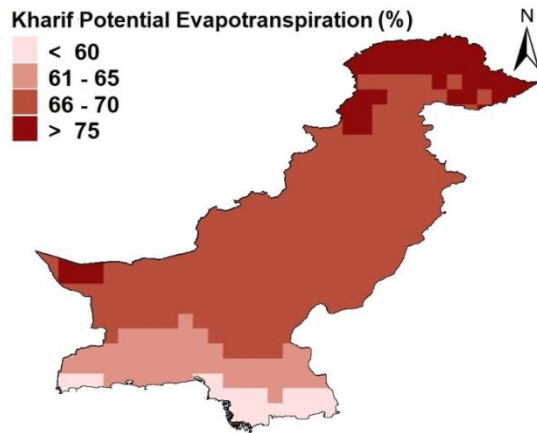 Kharif Potential Evapotranspiration (%)
N
< 60
61 - 65
66 - 70
> 75